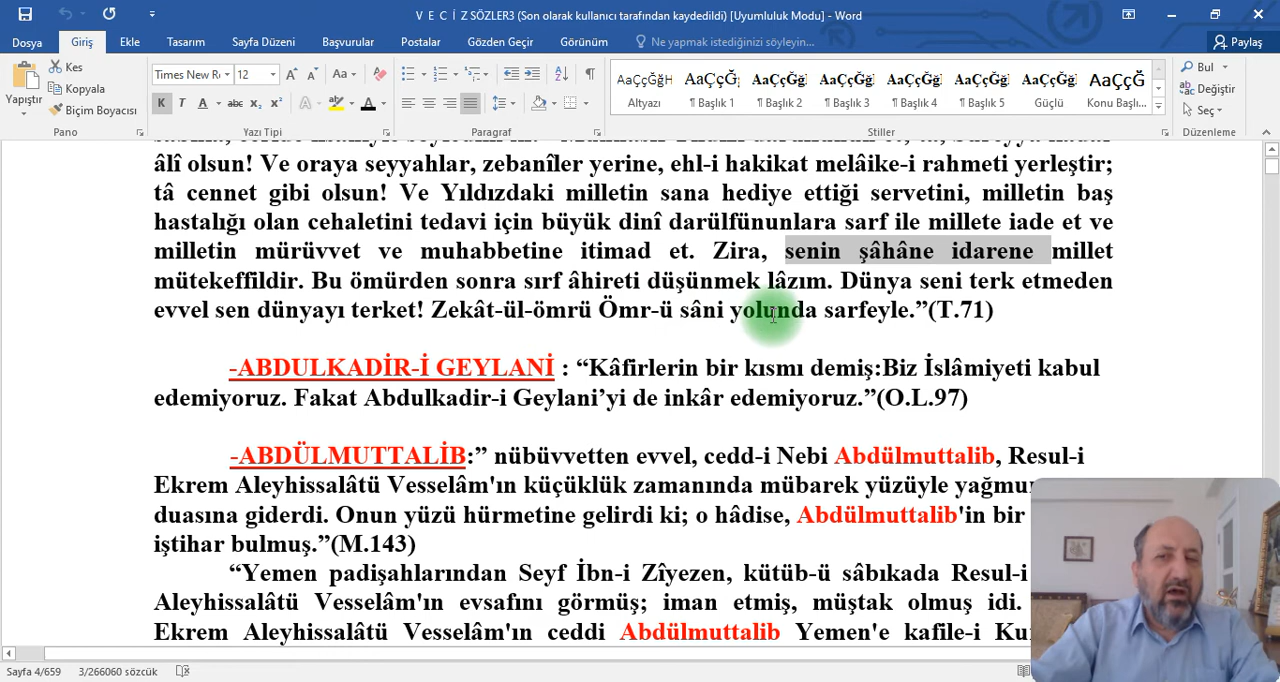 V E C İ Z SÖZLER3 (Son olarak kullanıcı tarafından kaydedildi) [Uyumluluk Modu] - Word
Dosya Giriş Ekle Tasarım Sayfa Düzeni Başvurular Postalar Gözden Geçir Görünüm Ne yapmak istediğinizi söyleyin... Paylaş
Yapıştır
Kes
Kopyala
Biçim Boyacısı
Pano
Times New Ro 12
K T A abc x₂ x²
Yazı Tipi
Paragraf
AaÇçĞğH AaÇçĞğ AaÇçĞğ AaÇçĞğ AaÇçĞğ AaÇçĞğ AaÇçĞğ AaÇçĞ
Altyazı ¶ Başlık 1 ¶ Başlık 2 ¶ Başlık 3 ¶ Başlık 4 ¶ Başlık 5 Güçlü Konu Başlı...
Stiller
Bul
Değiştir
Seç
Düzenleme
âlî olsun! Ve oraya seyyahlar, zebanîler yerine, ehl-i hakikat melâike-i rahmeti yerleştir;
tâ cennet gibi olsun! Ve Yıldızdaki milletin sana hediye ettiği servetini, milletin baş
hastalığı olan cehaletini tedavi için büyük dinî darülfünunlara sarf ile millete iade et ve
milletin mürüvvet ve muhabbetine itimad et. Zira, senin şâhâne idarene millet
mütekeffildir. Bu ömürden sonra sırf âhireti düşünmek lâzım. Dünya seni terk etmeden
evvel sen dünyayı terket! Zekât-ül-ömrü Ömr-ü sâni yolunda sarfeyle.”(T.71)
-ABDULKADİR-İ GEYLANİ : “Kâfirlerin bir kısmı demiş:Biz İslâmiyeti kabul
edemiyoruz. Fakat Abdulkadir-i Geylani’yi de inkâr edemiyoruz.”(O.L.97)
-ABDÜLMUTTALİB:” nübüvvetten evvel, cedd-i Nebi Abdülmuttalib, Resul-i
Ekrem Aleyhissalâtü Vesselâm'ın küçüklük zamanında mübarek yüzüyle yağmur
duasına giderdi. Onun yüzü hürmetine gelirdi ki; o hâdise, Abdülmuttalib'in bir
iştihar bulmuş.”(M.143)
“Yemen padişahlarından Seyf İbn-i Zîyezen, kütüb-ü sâbıkada Resul-i
Aleyhissalâtü Vesselâm'ın evsafını görmüş; iman etmiş, müştak olmuş idi.
Ekrem Aleyhissalâtü Vesselâm'ın ceddi Abdülmuttalib Yemen'e kafile-i
Sayfa 4/659 3/266060 sözcük